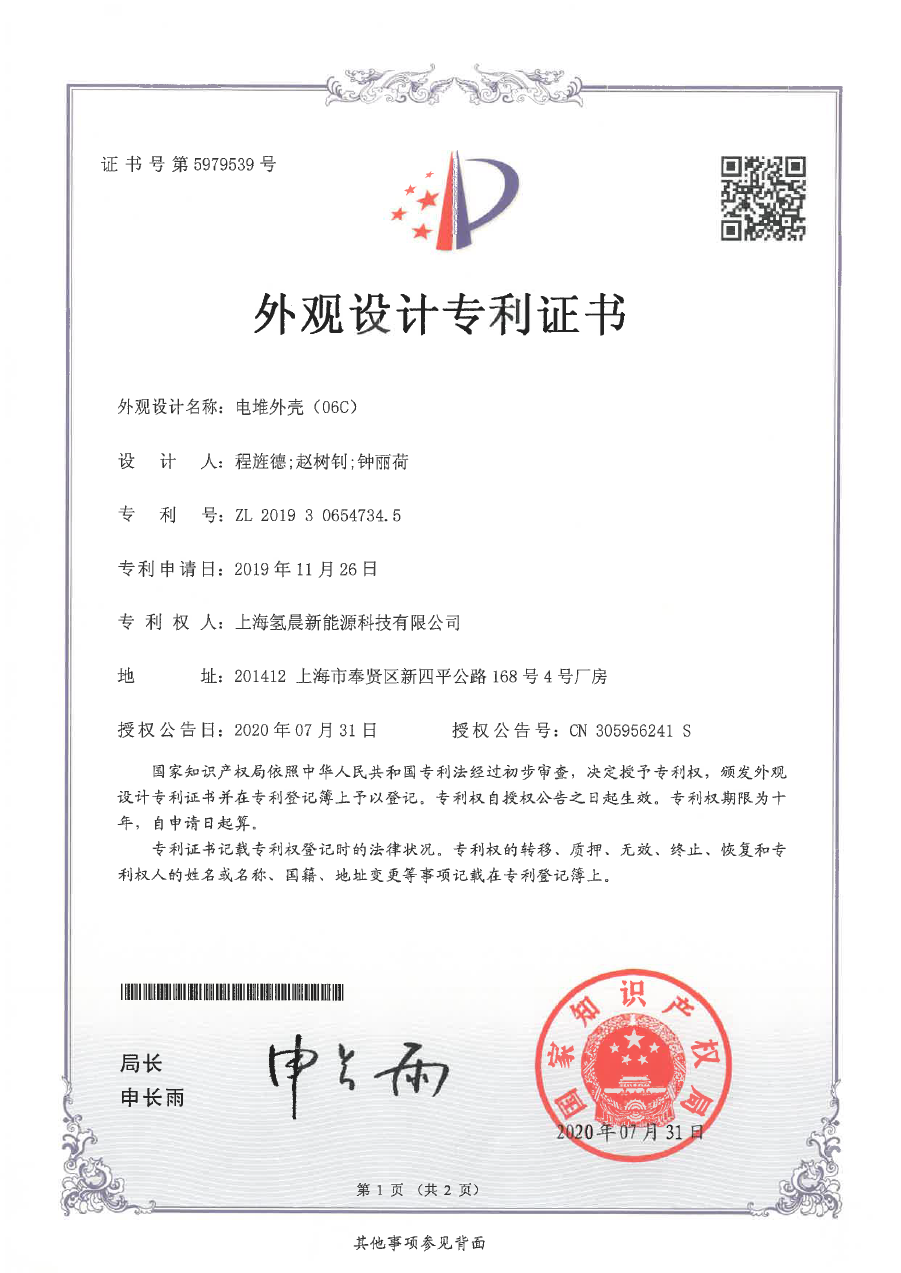 证书号第5979539号
外观设计专利证书
外观设计名称：电堆外壳（06C）
设计人：程旌德;赵树钊;钟丽荷
专利号：ZL 2019 3 0654734.5
专利申请日：2019年11月26日
专利权人：上海氢晨新能源科技有限公司
地址：201412 上海市奉贤区新四平公路168号4号厂房
授权公告日：2020年07月31日 授权公告号：CN 305956241 S
国家知识产权局依照中华人民共和国专利法经过初步审查，决定授予专利权，颁发外观
设计专利证书并在专利登记簿上予以登记。专利权自授权公告之日起生效。专利权期限为十
年，自申请日起算。
专利证书记载专利权登记时的法律状况。专利权的转移、质押、无效、终止、恢复和专
利权人的姓名或名称、国籍、地址变更等事项记载在专利登记簿上。
局长
申长雨
申长雨
国家知识产权局
2020年07月31日
第1页（共2页）
其他事项参见背面